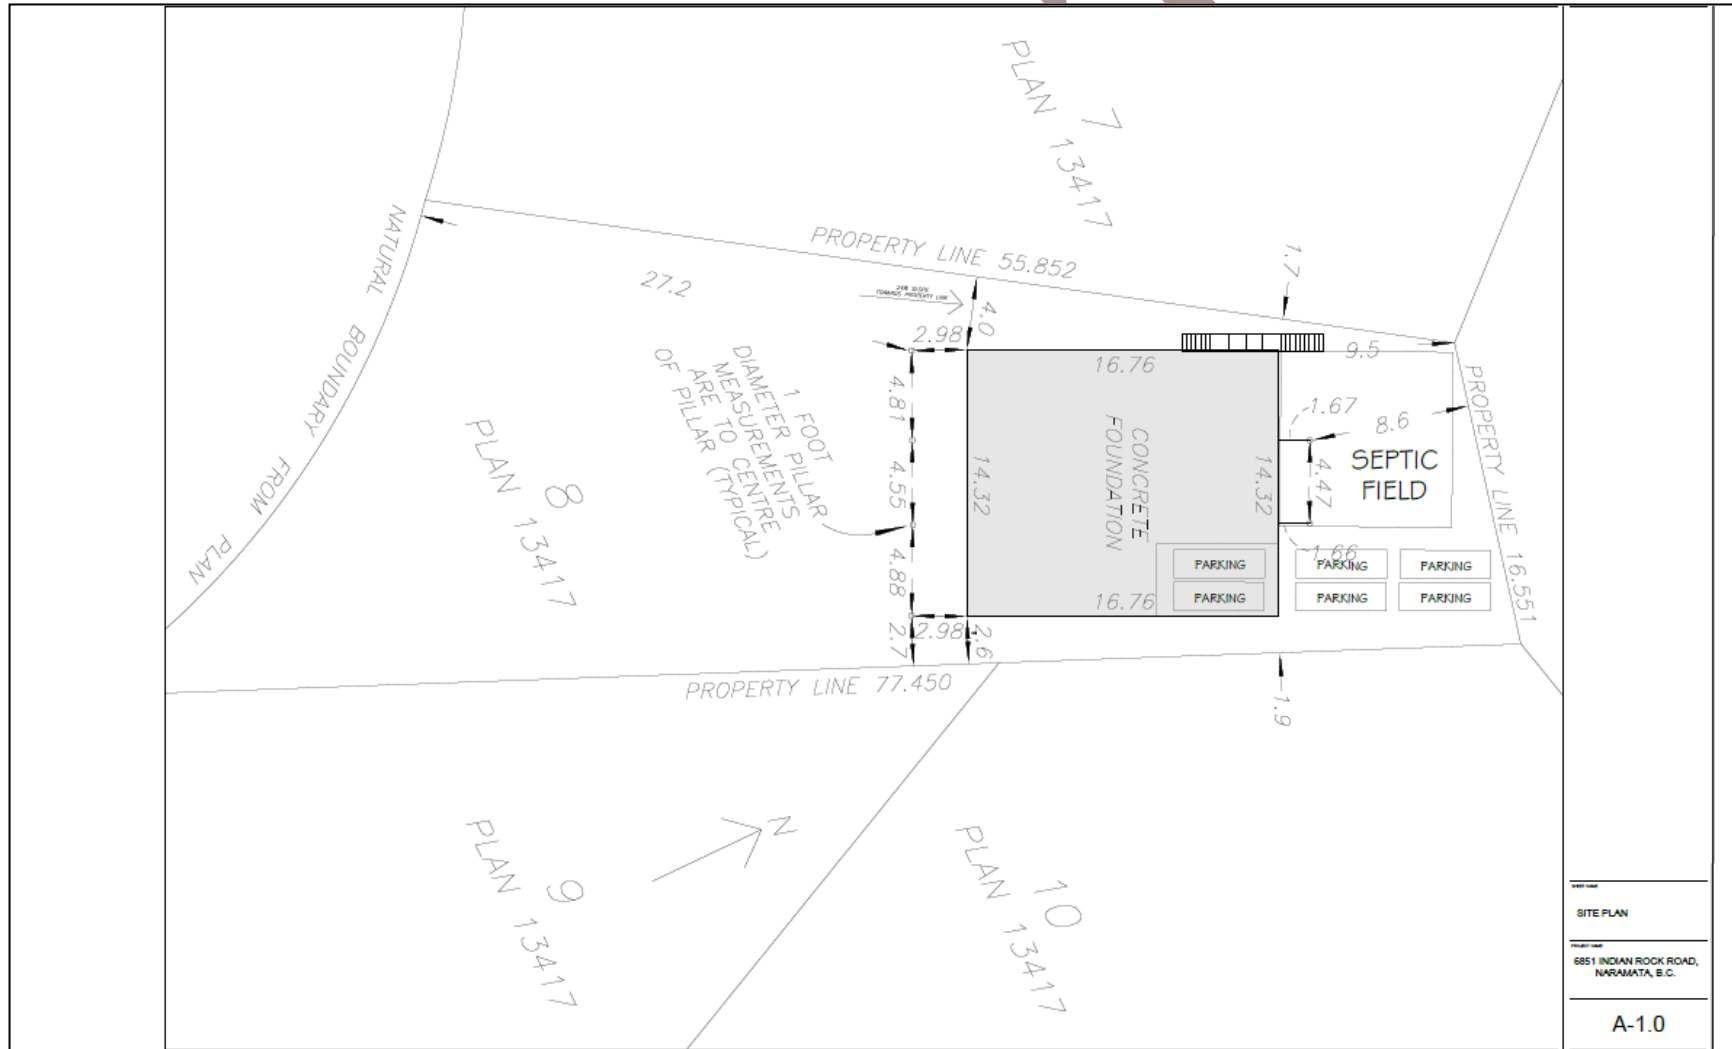 7
PLAN 13417
NATURAL BOUNDARY FROM PLAN
PROPERTY LINE 55.852
27.2
1.7
4.0
2.98
9.5
16.76
1 FOOT
DIAMETER PILLAR
MEASUREMENTS
ARE TO CENTRE
OF PILLAR (TYPICAL)
4.81
4.55
4.88
2.7
14.32
CONCRETE
FOUNDATION
14.32
1.67
8.6
4.47
SEPTIC
FIELD
PROPERTY LINE 16.551
8
PLAN 13417
1.66
PARKING
PARKING
PARKING
PARKING
PARKING
PARKING
16.76
2.98
2.6
PROPERTY LINE 77.450
1.9
N
9
PLAN 13417
10
PLAN 13417
SHEET NAME
SITE PLAN
PROJECT NAME
6851 INDIAN ROCK ROAD,
NARAMATA, B.C.
A-1.0